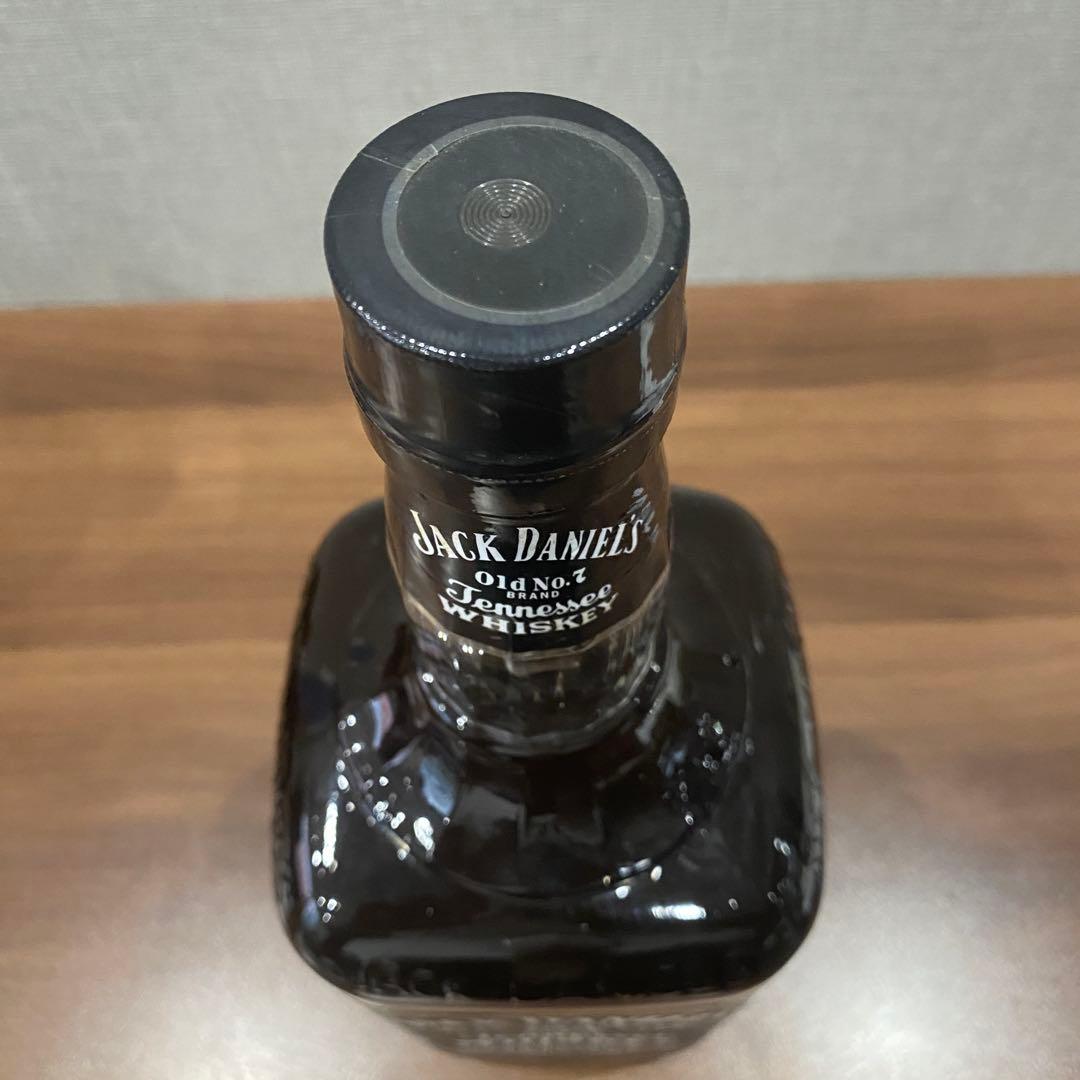 JACK DANIEL'S
Old No.7
BRAND
Tennessee
WHISKEY